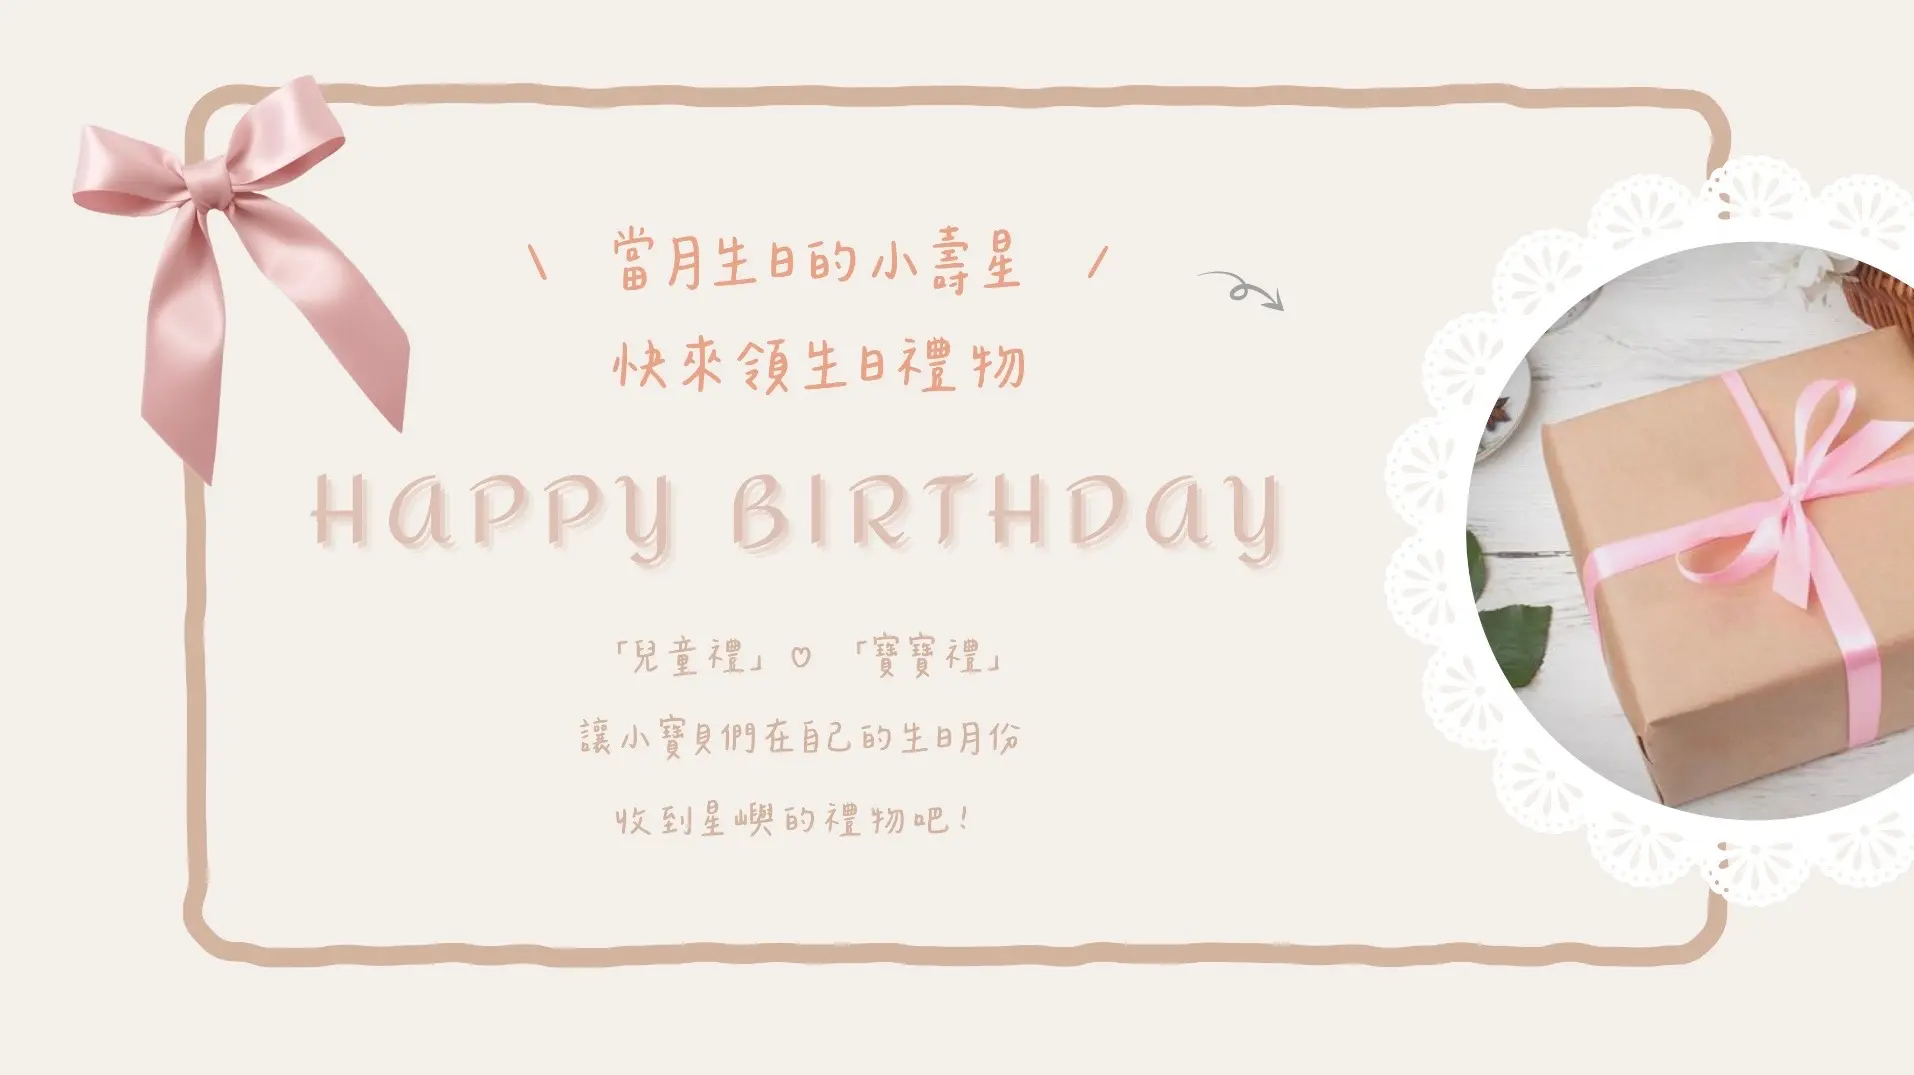 \ 當月生日的小壽星 /
快來領生日禮物
HAPPY BIRTHDAY
「兒童禮」♡ 「寶寶禮」
讓小寶貝們在自己的生日月份
收到星嶼的禮物吧!